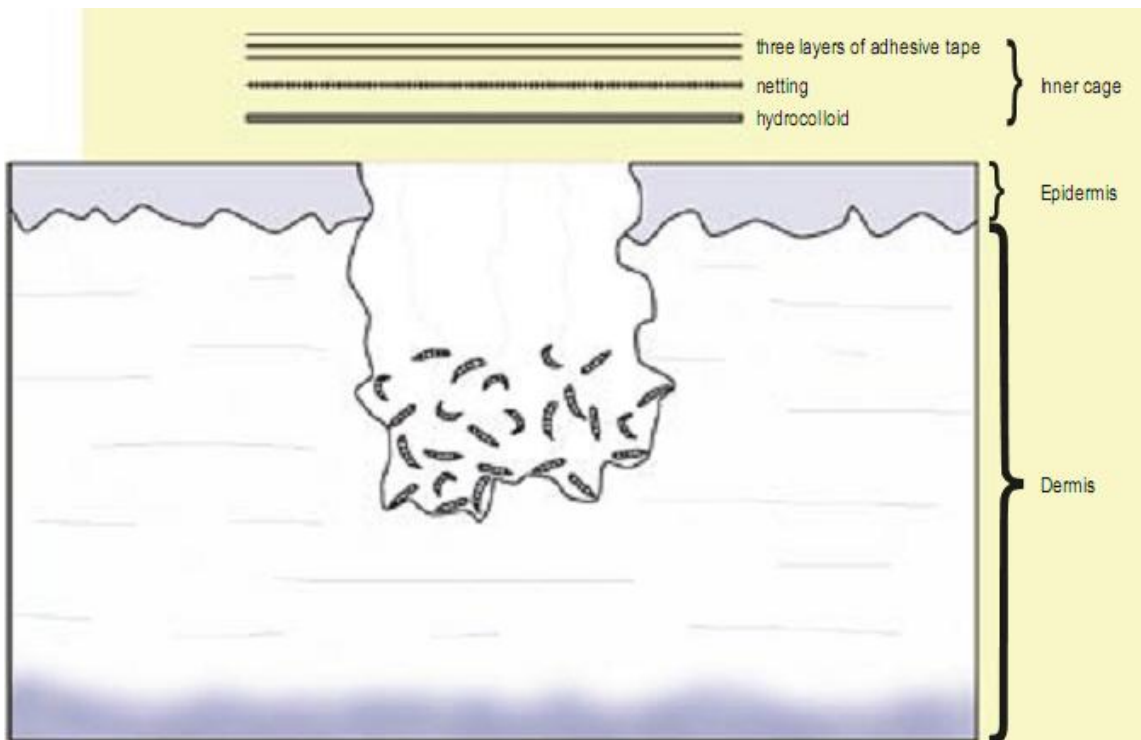 three layers of adhesive tape
netting
hydrocolloid
Inner cage
Epidermis
Dermis